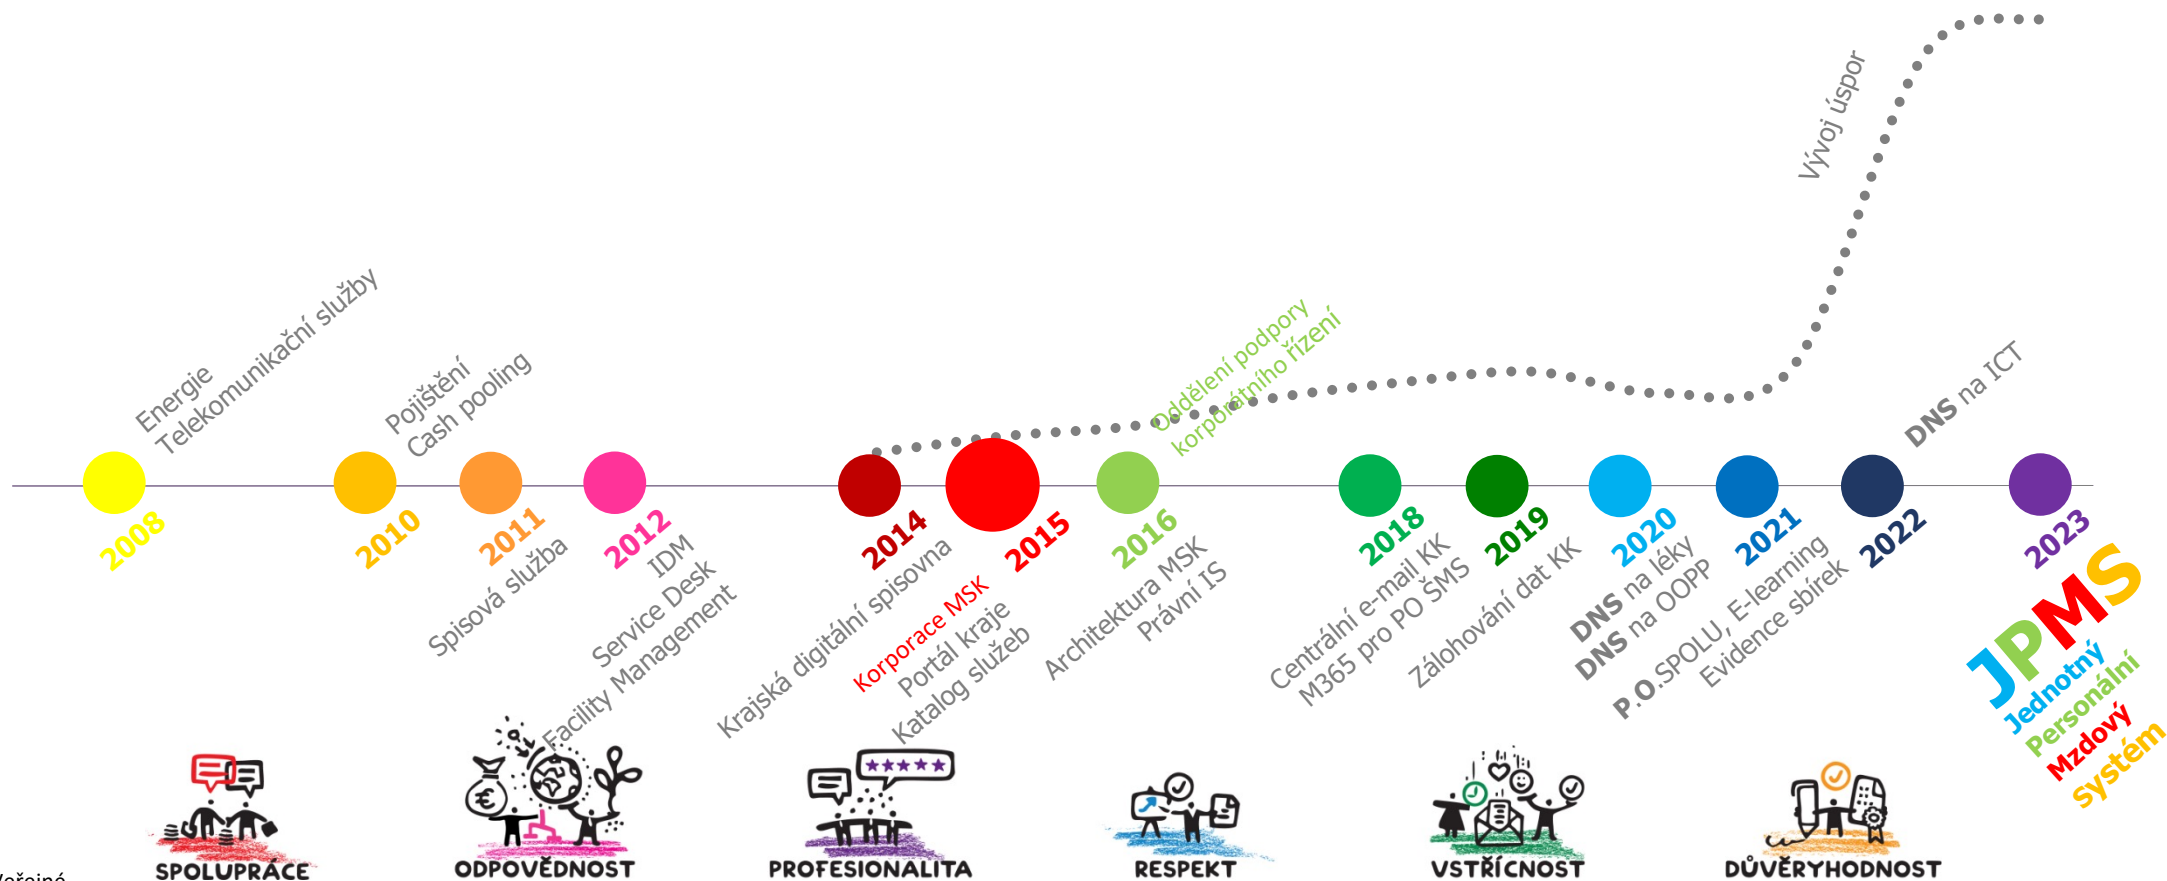 Vývoj úspor
Energie
Telekomunikační služby
Pojištění
Cash pooling
Oddělení podpory
korporátního řízení
DNS na ICT
2008
2010
2011
Spisová služba
2012
IDM
Service Desk
Facility Management
2014
Krajská digitální spisovna
2015
Korporace MSK
Portál kraje
Katalog služeb
2016
Architektura MSK
Právní IS
2018
Centrální e-mail KK
M365 pro PO ŠMS
2019
Zálohování dat KK
2020
DNS na léky
DNS na OOPP
2021
P.O.SPOLU, E-learning
Evidence sbírek
2022
2023
JPMS
Jednotný
Personální
Mzdový
systém
SPOLUPRÁCE
ODPOVĚDNOST
PROFESIONALITA
RESPEKT
VSTŘÍCNOST
DŮVĚRYHODNOST